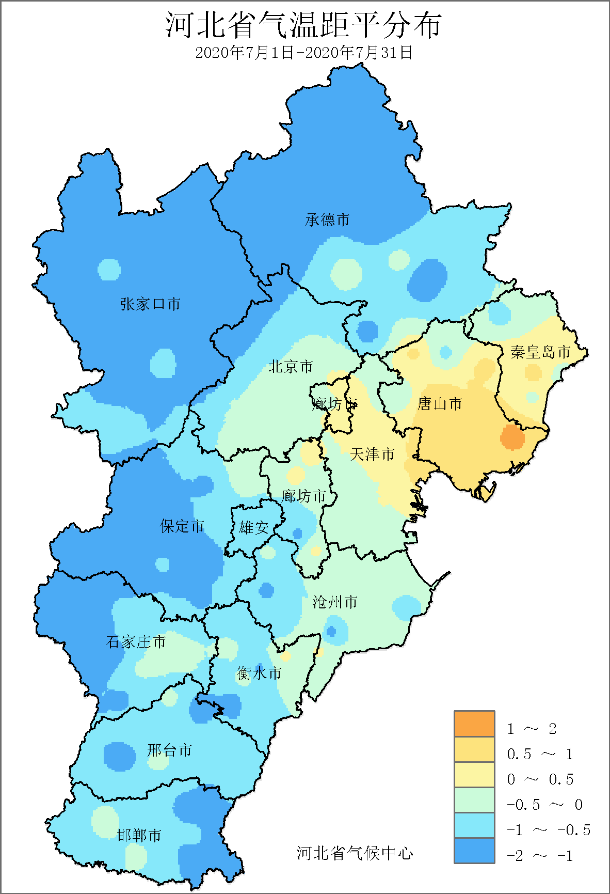 河北省气温距平分布
2020年7月1日-2020年7月31日
承德市
张家口市
秦皇岛市
北京市
廊坊市
唐山市
天津市
廊坊市
保定市
雄安
沧州市
石家庄市
衡水市
邢台市
邯郸市
1 ~ 2
0.5 ~ 1
0 ~ 0.5
-0.5 ~ 0
-1 ~ -0.5
-2 ~ -1
河北省气候中心